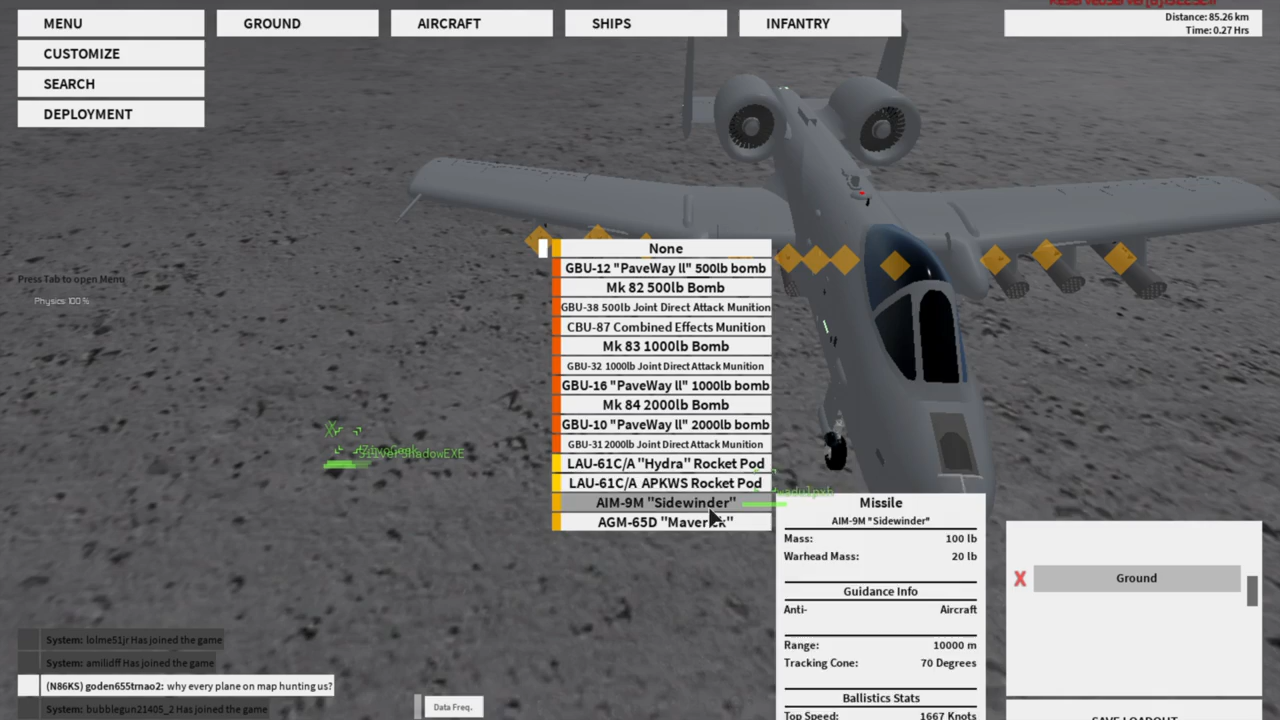 MENU
GROUND
AIRCRAFT
SHIPS
INFANTRY
Distance: 85.26 km
Time: 0.27 Hrs
CUSTOMIZE
SEARCH
DEPLOYMENT
None
GBU-12 "PaveWay ll" 500lb bomb
Mk 82 500lb Bomb
GBU-38 500lb Joint Direct Attack Munition
CBU-87 Combined Effects Munition
Mk 83 1000lb Bomb
GBU-32 1000lb Joint Direct Attack Munition
GBU-16 "PaveWay ll" 1000lb bomb
Mk 84 2000lb Bomb
GBU-10 "PaveWay ll" 2000lb bomb
GBU-31 2000lb Joint Direct Attack Munition
LAU-61C/A "Hydra" Rocket Pod
LAU-61C/A APKWS Rocket Pod
AIM-9M "Sidewinder"
AGM-65D "Maverick"
Press Tab to open Menu
Physics: 100 %
SilverShadowEXE
Missile
AIM-9M "Sidewinder"
Mass: 100 lb
Warhead Mass: 20 lb
Guidance Info
Anti- Aircraft
Range: 10000 m
Tracking Cone: 70 Degrees
Ballistics Stats
Top Speed: 1667 Knots
X Ground
SAVE LOADOUT
System: lolme51jr Has joined the game
System: amilidff Has joined the game
(N86KS) goden655trnao2: why every plane on map hunting us?
System: bubblegun21405_2 Has joined the game
Data Freq.